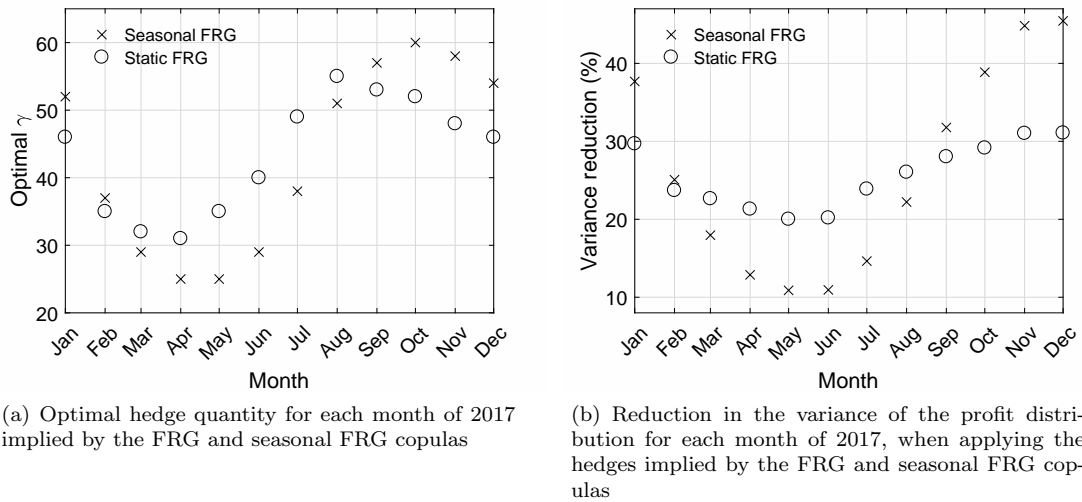 Seasonal FRG
Static FRG
60
50
40
30
20
Optimal γ
Jan
Feb
Mar
Apr
May
Jun
Jul
Aug
Sep
Oct
Nov
Dec
Month
(a) Optimal hedge quantity for each month of 2017
implied by the FRG and seasonal FRG copulas
Seasonal FRG
Static FRG
40
30
20
10
Variance reduction (%)
Jan
Feb
Mar
Apr
May
Jun
Jul
Aug
Sep
Oct
Nov
Dec
Month
(b) Reduction in the variance of the profit distri-
bution for each month of 2017, when applying the
hedges implied by the FRG and seasonal FRG cop-
ulas